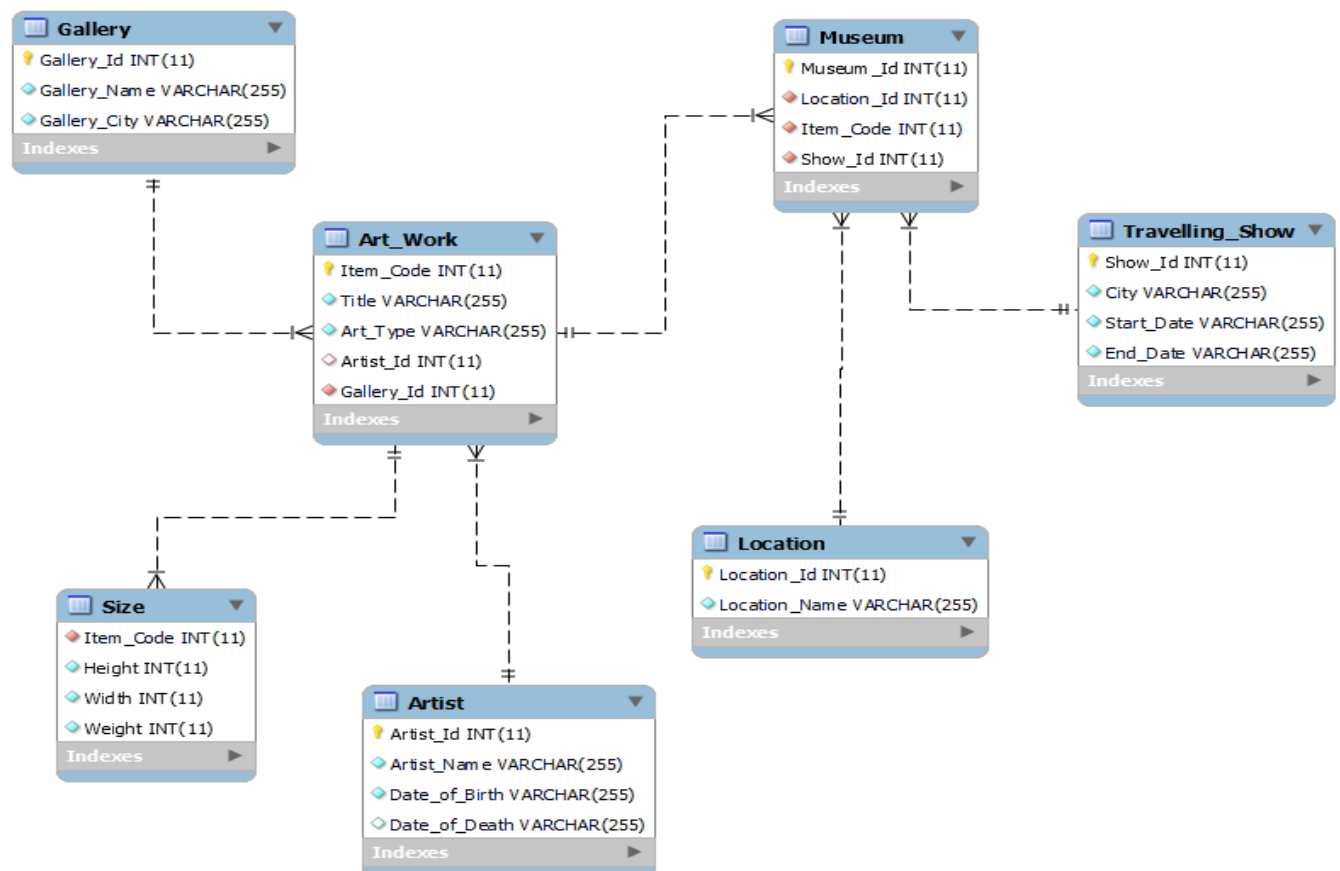 Gallery
Gallery_Id INT(11)
Gallery_Name VARCHAR(255)
Gallery_City VARCHAR(255)
Indexes
Museum
Museum_Id INT(11)
Location_Id INT(11)
Item_Code INT(11)
Show_Id INT(11)
Indexes
Art_Work
Item_Code INT(11)
Title VARCHAR(255)
Art_Type VARCHAR(255)
Artist_Id INT(11)
Gallery_Id INT(11)
Indexes
Travelling_Show
Show_Id INT(11)
City VARCHAR(255)
Start_Date VARCHAR(255)
End_Date VARCHAR(255)
Indexes
Size
Item_Code INT(11)
Height INT(11)
Width INT(11)
Weight INT(11)
Indexes
Artist
Artist_Id INT(11)
Artist_Name VARCHAR(255)
Date_of_Birth VARCHAR(255)
Date_of_Death VARCHAR(255)
Indexes
Location
Location_Id INT(11)
Location_Name VARCHAR(255)
Indexes